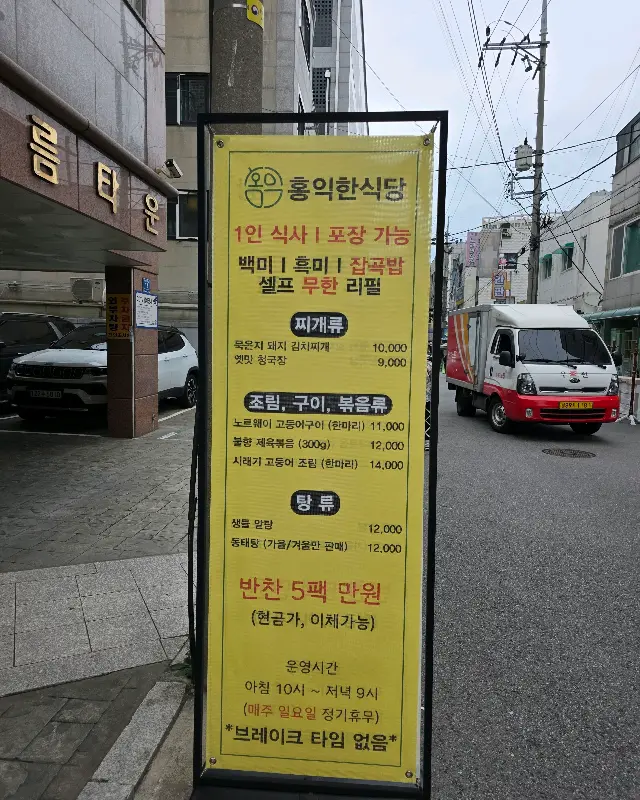 홍익한식당
1인 식사 | 포장 가능
백미 | 흑미 | 잡곡밥
셀프 무한 리필
찌개류
묵은지 돼지 김치찌개 10,000
옛맛 청국장 9,000
조림, 구이, 볶음류
노르웨이 고등어구이 (한마리) 11,000
불향 제육볶음 (300g) 12,000
시래기 고등어 조림 (한마리) 14,000
탕 류
생물 알탕 12,000
동태탕 (가을/겨울만 판매) 12,000
반찬 5팩 만원
(현금가, 이체가능)
운영시간
아침 10시 ~ 저녁 9시
(매주 일요일 정기휴무)
*브레이크 타임 없음*
름타운